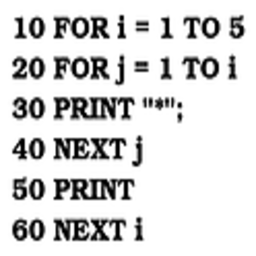 10 FOR i = 1 TO 5
20 FOR j = 1 TO i
30 PRINT "*";
40 NEXT j
50 PRINT
60 NEXT i